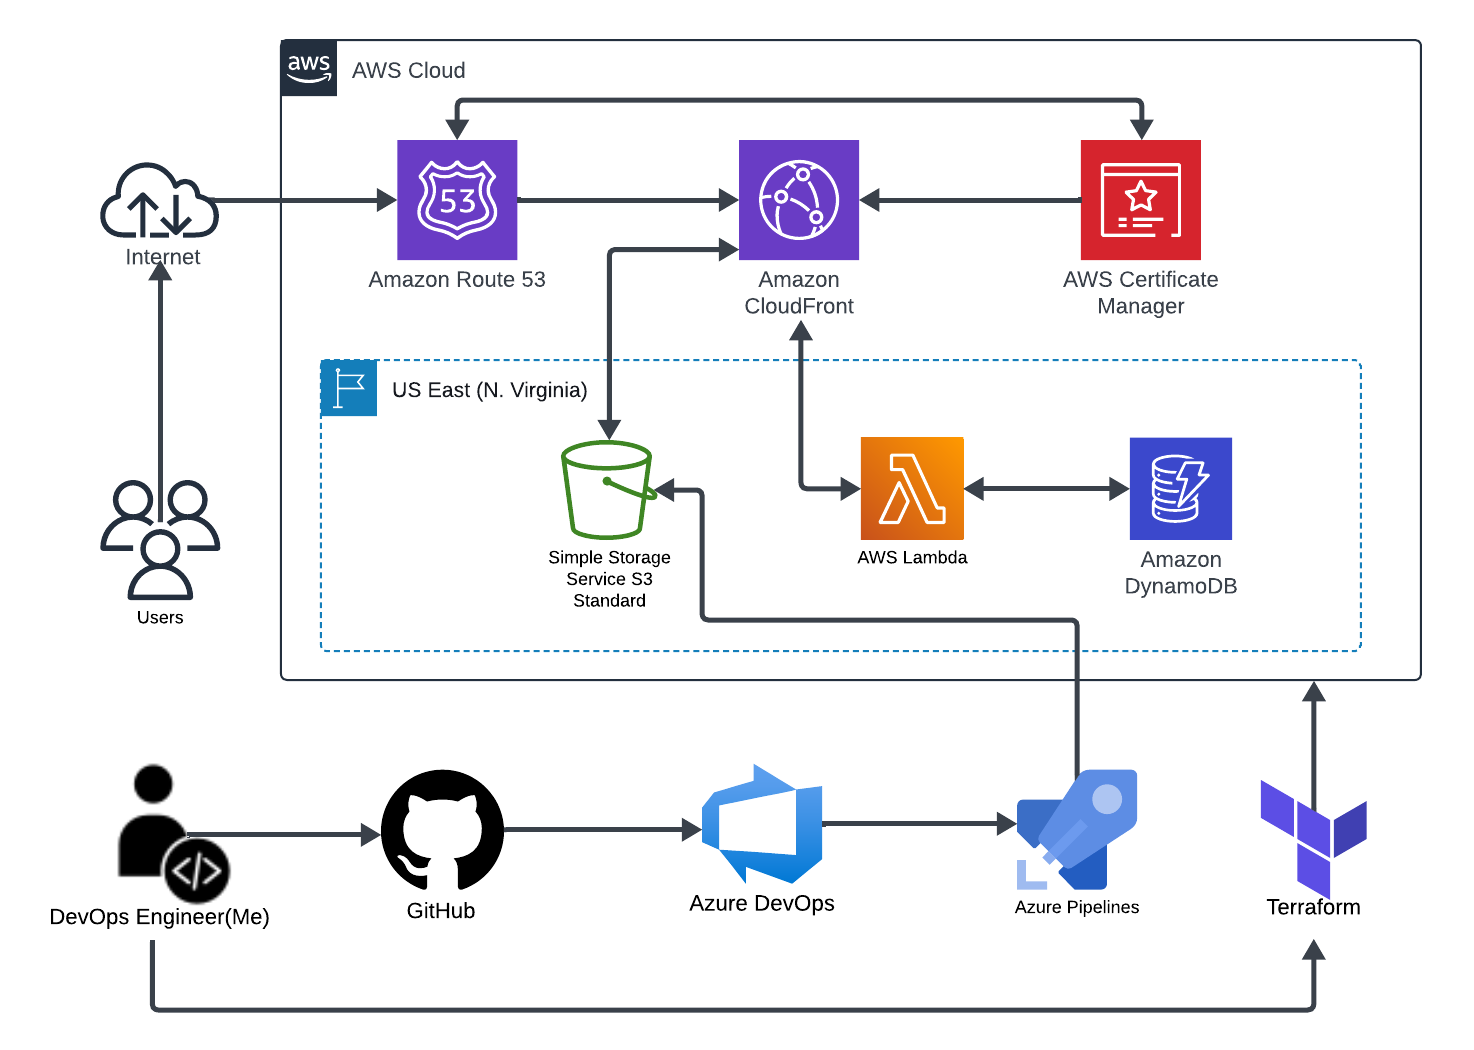 aws
AWS Cloud
53
Internet
Amazon Route 53
Amazon
CloudFront
AWS Certificate
Manager
US East (N. Virginia)
Simple Storage
Service S3
Standard
AWS Lambda
Amazon
DynamoDB
Users
</>
DevOps Engineer(Me)
GitHub
Azure DevOps
Azure Pipelines
Terraform